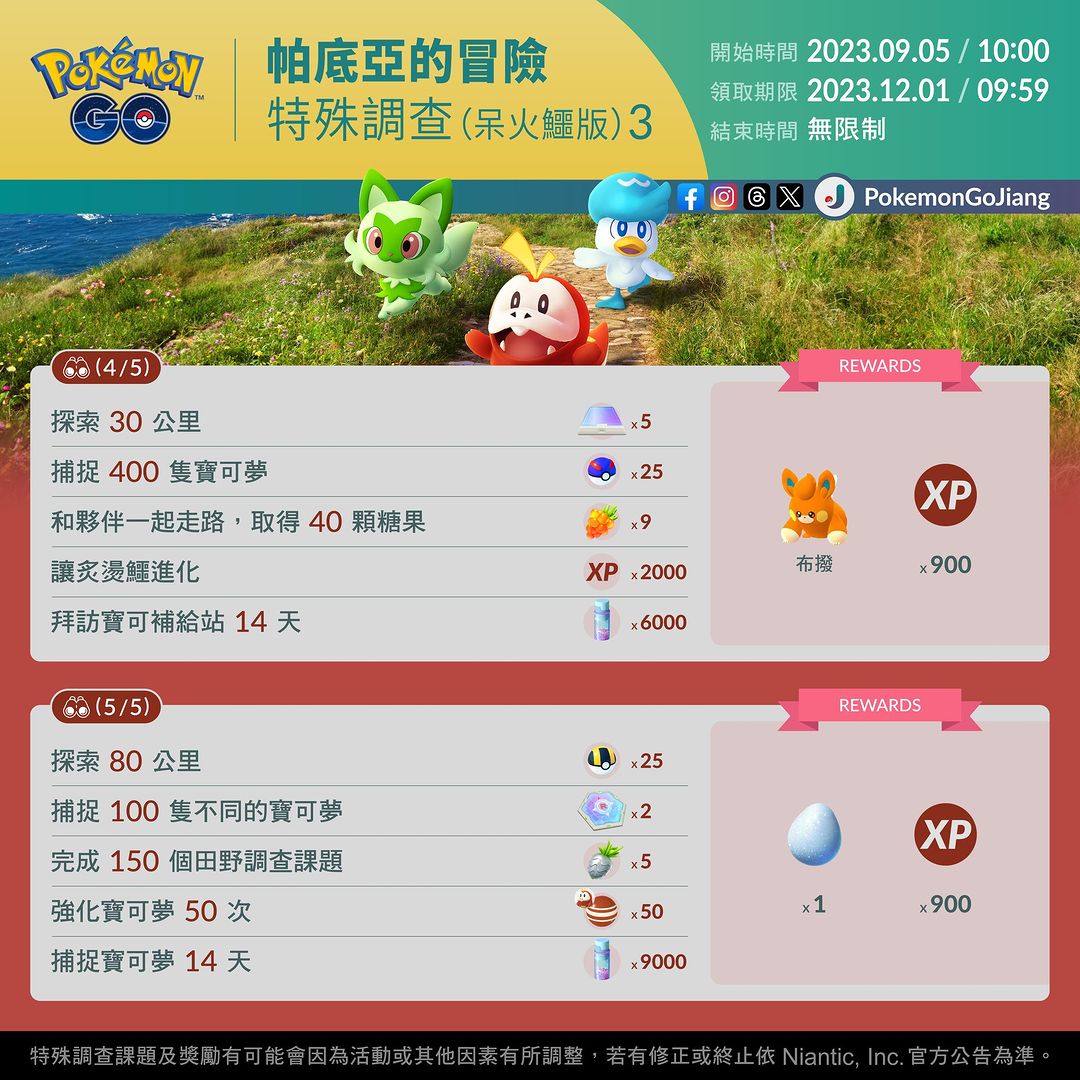 POKÉMON GO™
帕底亞的冒險
特殊調查(呆火鱷版)3
開始時間 2023.09.05 / 10:00
領取期限 2023.12.01 / 09:59
結束時間 無限制
PokemonGoJiang
(4/5)
REWARDS
探索 30 公里 x5
捕捉 400 隻寶可夢 x25
和夥伴一起走路，取得 40 顆糖果 x9
讓炙燙鱷進化 XP x2000
拜訪寶可補給站 14 天 x6000
XP
布撥 x900
(5/5)
REWARDS
探索 80 公里 x25
捕捉 100 隻不同的寶可夢 x2
完成 150 個田野調查課題 x5
強化寶可夢 50 次 x50
捕捉寶可夢 14 天 x9000
XP
x1 x900
特殊調查課題及獎勵有可能會因為活動或其他因素有所調整，若有修正或終止依 Niantic, Inc. 官方公告為準。